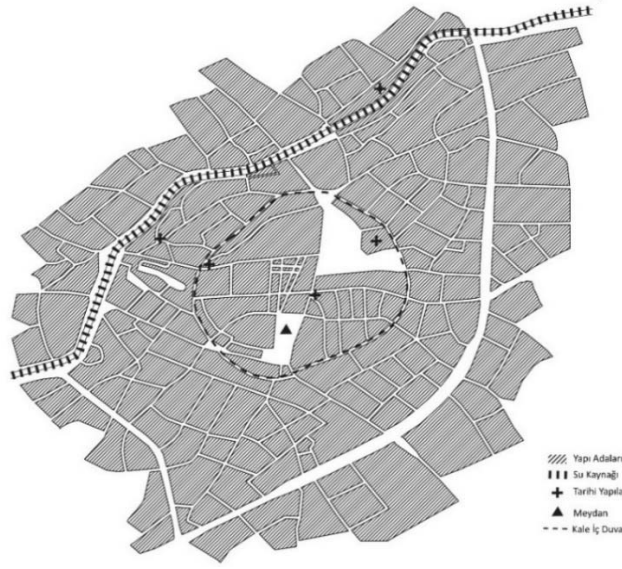 Yapı Adaları
Su Kaynağı
Tarihi Yapıla
Meydan
Kale İç Duva